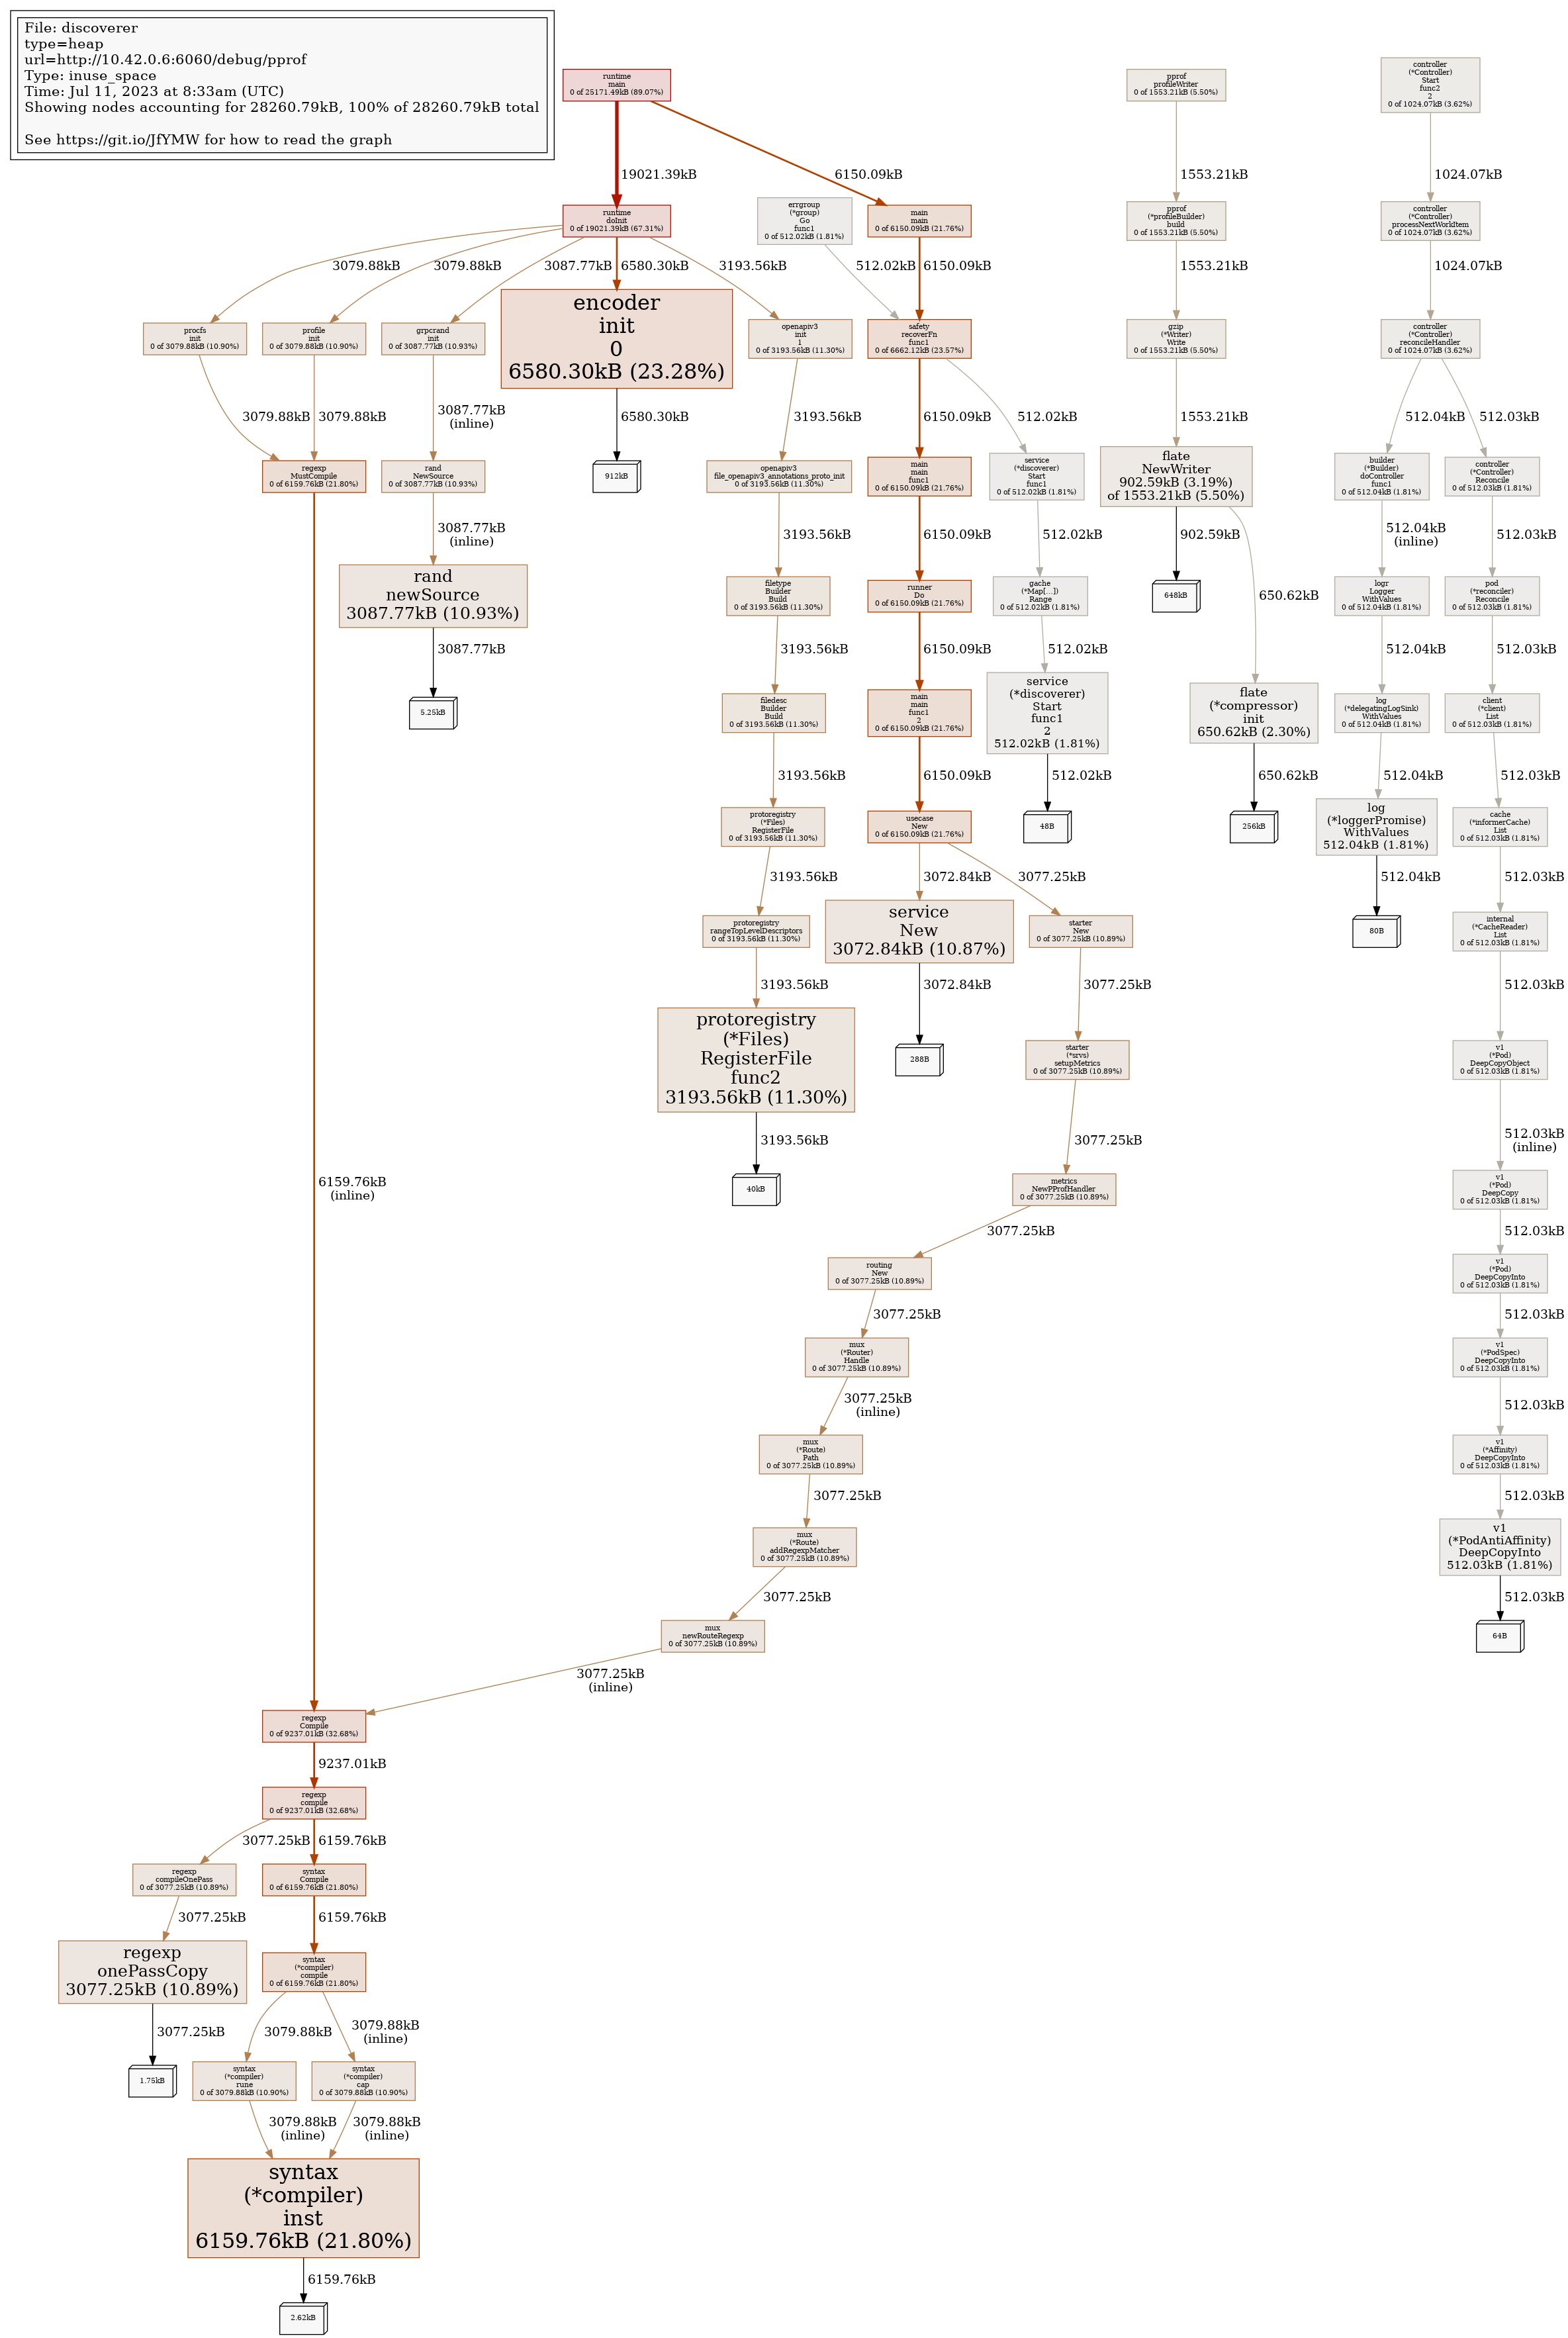 File: discoverer
type=heap
url=http://10.42.0.6:6060/debug/pprof
Type: inuse_space
Time: Jul 11, 2023 at 8:33am (UTC)
Showing nodes accounting for 28260.79kB, 100% of 28260.79kB total
See https://git.io/JfYMW for how to read the graph
runtime
main
0 of 25171.49kB (89.07%)
pprof
profileWriter
0 of 1553.21kB (5.50%)
controller
(*Controller)
Start
func2
2
0 of 1024.07kB (3.62%)
19021.39kB
6150.09kB
1553.21kB
1024.07kB
runtime
doInit
0 of 19021.39kB (67.31%)
errgroup
(*group)
Go
func1
0 of 512.02kB (1.81%)
main
main
0 of 6150.09kB (21.76%)
pprof
(*profileBuilder)
build
0 of 1553.21kB (5.50%)
controller
(*Controller)
processNextWorkItem
0 of 1024.07kB (3.62%)
3079.88kB
3079.88kB
3087.77kB
6580.30kB
3193.56kB
512.02kB
6150.09kB
1553.21kB
1024.07kB
procfs
init
0 of 3079.88kB (10.90%)
profile
init
0 of 3079.88kB (10.90%)
grpcrand
init
0 of 3087.77kB (10.93%)
encoder
init
0
6580.30kB (23.28%)
openapiv3
init
1
0 of 3193.56kB (11.30%)
safety
recoverFn
func1
0 of 6662.12kB (23.57%)
gzip
(*Writer)
Write
0 of 1553.21kB (5.50%)
controller
(*Controller)
reconcileHandler
0 of 1024.07kB (3.62%)
3079.88kB
3079.88kB
3087.77kB
(inline)
6580.30kB
3193.56kB
6150.09kB
512.02kB
1553.21kB
512.04kB
512.03kB
regexp
MustCompile
0 of 6159.76kB (21.80%)
rand
NewSource
0 of 3087.77kB (10.93%)
912kB
openapiv3
file_openapiv3_annotations_proto_init
0 of 3193.56kB (11.30%)
main
main
func1
0 of 6150.09kB (21.76%)
service
(*discoverer)
Start
func1
0 of 512.02kB (1.81%)
flate
NewWriter
902.59kB (3.19%)
of 1553.21kB (5.50%)
builder
(*Builder)
doController
func1
0 of 512.04kB (1.81%)
controller
(*Controller)
Reconcile
0 of 512.03kB (1.81%)
3087.77kB
(inline)
3193.56kB
6150.09kB
512.02kB
902.59kB
650.62kB
512.04kB
(inline)
512.03kB
rand
newSource
3087.77kB (10.93%)
filetype
Builder
Build
0 of 3193.56kB (11.30%)
runner
Do
0 of 6150.09kB (21.76%)
gache
(*Map[...])
Range
0 of 512.02kB (1.81%)
648kB
logr
Logger
WithValues
0 of 512.04kB (1.81%)
pod
(*reconciler)
Reconcile
0 of 512.03kB (1.81%)
3087.77kB
3193.56kB
6150.09kB
512.02kB
512.04kB
512.03kB
5.25kB
filedesc
Builder
Build
0 of 3193.56kB (11.30%)
main
main
func1
2
0 of 6150.09kB (21.76%)
service
(*discoverer)
Start
func1
2
512.02kB (1.81%)
flate
(*compressor)
init
650.62kB (2.30%)
log
(*delegatingLogSink)
WithValues
0 of 512.04kB (1.81%)
client
(*client)
List
0 of 512.03kB (1.81%)
3193.56kB
6150.09kB
512.02kB
650.62kB
512.04kB
512.03kB
protoregistry
(*Files)
RegisterFile
0 of 3193.56kB (11.30%)
usecase
New
0 of 6150.09kB (21.76%)
48B
256kB
log
(*loggerPromise)
WithValues
512.04kB (1.81%)
cache
(*informerCache)
List
0 of 512.03kB (1.81%)
3193.56kB
3072.84kB
3077.25kB
512.04kB
512.03kB
protoregistry
rangeTopLevelDescriptors
0 of 3193.56kB (11.30%)
service
New
3072.84kB (10.87%)
starter
New
0 of 3077.25kB (10.89%)
80B
internal
(*CacheReader)
List
0 of 512.03kB (1.81%)
3193.56kB
3072.84kB
3077.25kB
512.03kB
protoregistry
(*Files)
RegisterFile
func2
3193.56kB (11.30%)
288B
starter
(*srvs)
setupMetrics
0 of 3077.25kB (10.89%)
v1
(*Pod)
DeepCopyObject
0 of 512.03kB (1.81%)
3193.56kB
3077.25kB
512.03kB
(inline)
6159.76kB
(inline)
40kB
metrics
NewPProfHandler
0 of 3077.25kB (10.89%)
v1
(*Pod)
DeepCopy
0 of 512.03kB (1.81%)
3077.25kB
512.03kB
routing
New
0 of 3077.25kB (10.89%)
v1
(*Pod)
DeepCopyInto
0 of 512.03kB (1.81%)
3077.25kB
512.03kB
mux
(*Router)
Handle
0 of 3077.25kB (10.89%)
v1
(*PodSpec)
DeepCopyInto
0 of 512.03kB (1.81%)
3077.25kB
(inline)
512.03kB
mux
(*Route)
Path
0 of 3077.25kB (10.89%)
v1
(*Affinity)
DeepCopyInto
0 of 512.03kB (1.81%)
3077.25kB
512.03kB
mux
(*Route)
addRegexpMatcher
0 of 3077.25kB (10.89%)
v1
(*PodAntiAffinity)
DeepCopyInto
512.03kB (1.81%)
3077.25kB
512.03kB
mux
newRouteRegexp
0 of 3077.25kB (10.89%)
64B
3077.25kB
(inline)
regexp
Compile
0 of 9237.01kB (32.68%)
9237.01kB
regexp
compile
0 of 9237.01kB (32.68%)
3077.25kB
6159.76kB
regexp
compileOnePass
0 of 3077.25kB (10.89%)
syntax
Compile
0 of 6159.76kB (21.80%)
3077.25kB
6159.76kB
regexp
onePassCopy
3077.25kB (10.89%)
syntax
(*compiler)
compile
0 of 6159.76kB (21.80%)
3077.25kB
3079.88kB
3079.88kB
(inline)
1.75kB
syntax
(*compiler)
rune
0 of 3079.88kB (10.90%)
syntax
(*compiler)
cap
0 of 3079.88kB (10.90%)
3079.88kB
(inline)
3079.88kB
(inline)
syntax
(*compiler)
inst
6159.76kB (21.80%)
6159.76kB
2.62kB